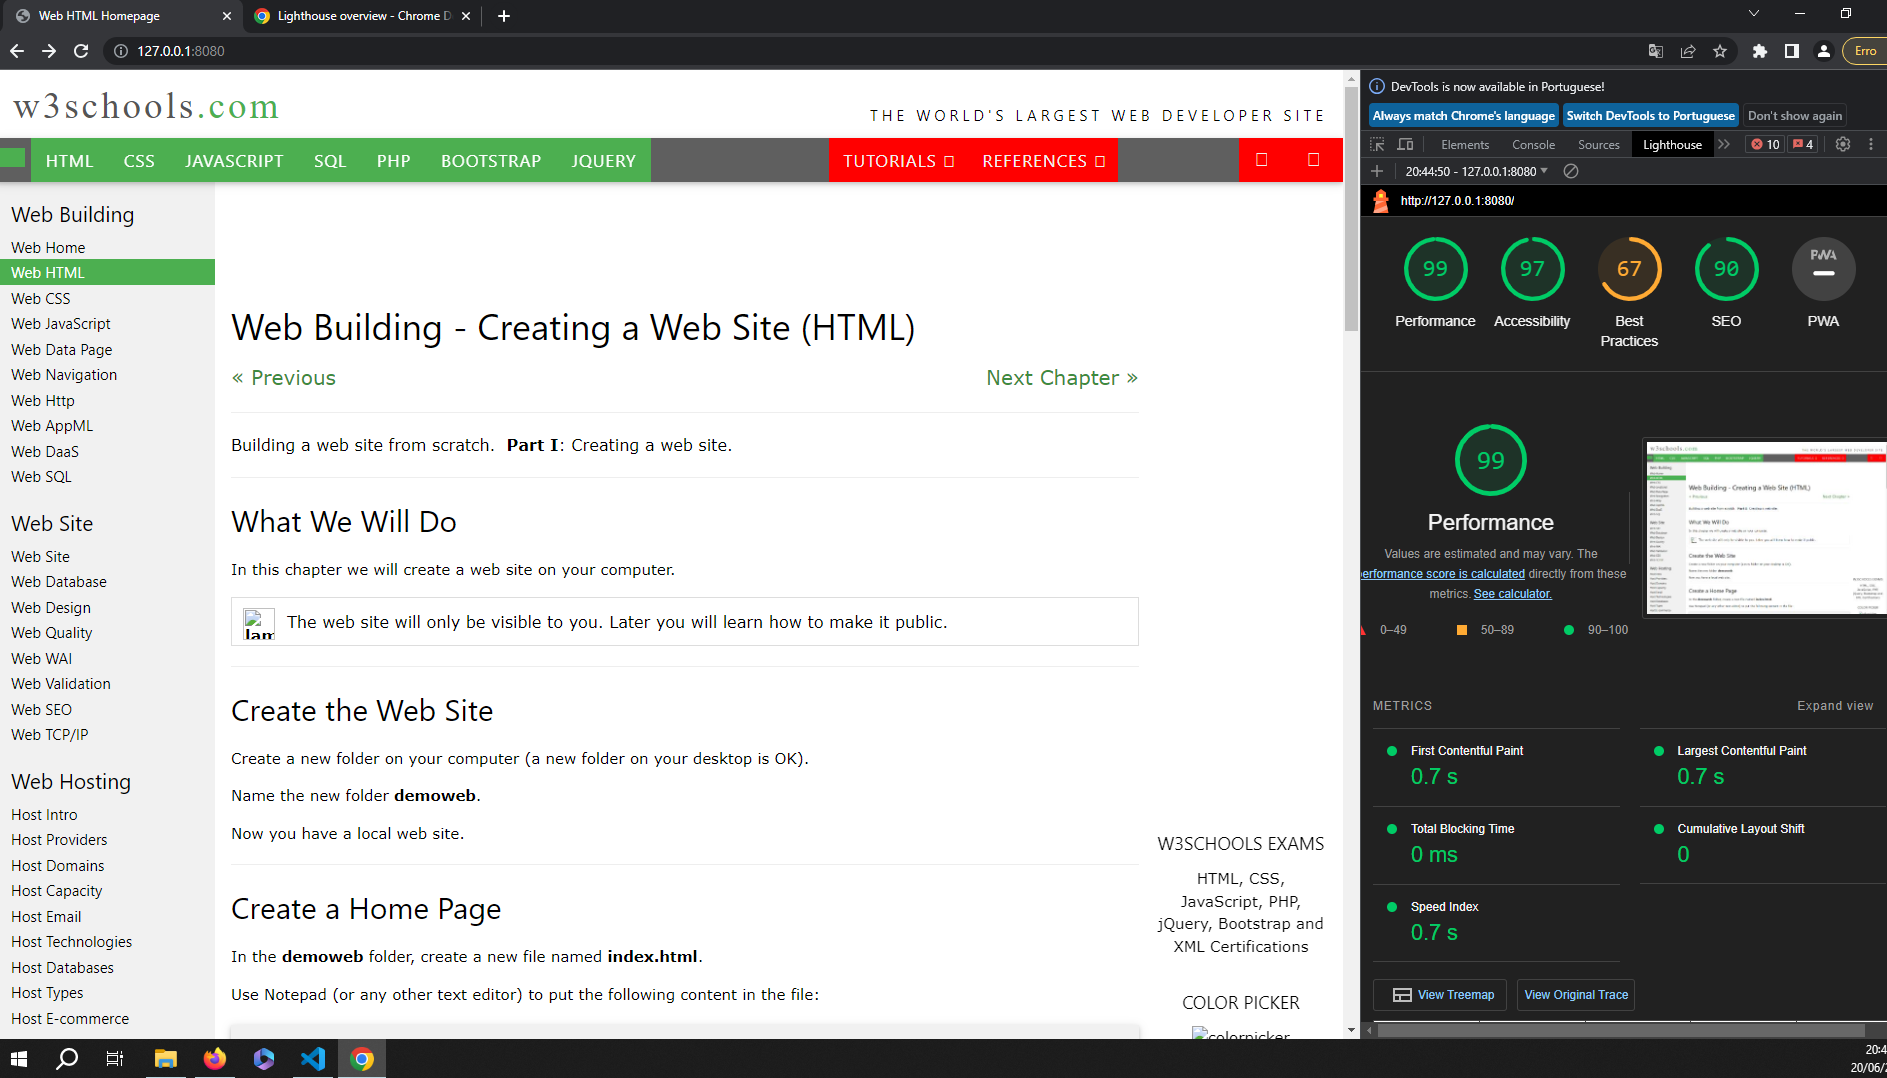 Web HTML Homepage
Lighthouse overview - Chrome D
127.0.0.1:8080
Erro
w3schools.com
THE WORLD'S LARGEST WEB DEVELOPER SITE
HTML CSS JAVASCRIPT SQL PHP BOOTSTRAP JQUERY TUTORIALS REFERENCES
Web Building
Web Home
Web HTML
Web CSS
Web JavaScript
Web Data Page
Web Navigation
Web Http
Web AppML
Web DaaS
Web SQL
Web Site
Web Site
Web Database
Web Design
Web Quality
Web WAI
Web Validation
Web SEO
Web TCP/IP
Web Hosting
Host Intro
Host Providers
Host Domains
Host Capacity
Host Email
Host Technologies
Host Databases
Host Types
Host E-commerce
Web Building - Creating a Web Site (HTML)
« Previous
Next Chapter »
Building a web site from scratch. Part I: Creating a web site.
What We Will Do
In this chapter we will create a web site on your computer.
lam
The web site will only be visible to you. Later you will learn how to make it public.
Create the Web Site
Create a new folder on your computer (a new folder on your desktop is OK).
Name the new folder demoweb.
Now you have a local web site.
Create a Home Page
In the demoweb folder, create a new file named index.html.
Use Notepad (or any other text editor) to put the following content in the file:
W3SCHOOLS EXAMS
HTML, CSS,
JavaScript, PHP,
jQuery, Bootstrap and
XML Certifications
COLOR PICKER
colorpicker
DevTools is now available in Portuguese!
Always match Chrome's language
Switch DevTools to Portuguese
Don't show again
Elements Console Sources Lighthouse 10 4
20:44:50 - 127.0.0.1:8080
http://127.0.0.1:8080/
99 97 67 90 PWA
Performance Accessibility Best Practices SEO PWA
99
Performance
Values are estimated and may vary. The
performance score is calculated directly from these
metrics. See calculator.
0–49 50–89 90–100
METRICS
Expand view
First Contentful Paint
0.7 s
Largest Contentful Paint
0.7 s
Total Blocking Time
0 ms
Cumulative Layout Shift
0
Speed Index
0.7 s
View Treemap
View Original Trace
20:4
20/06/